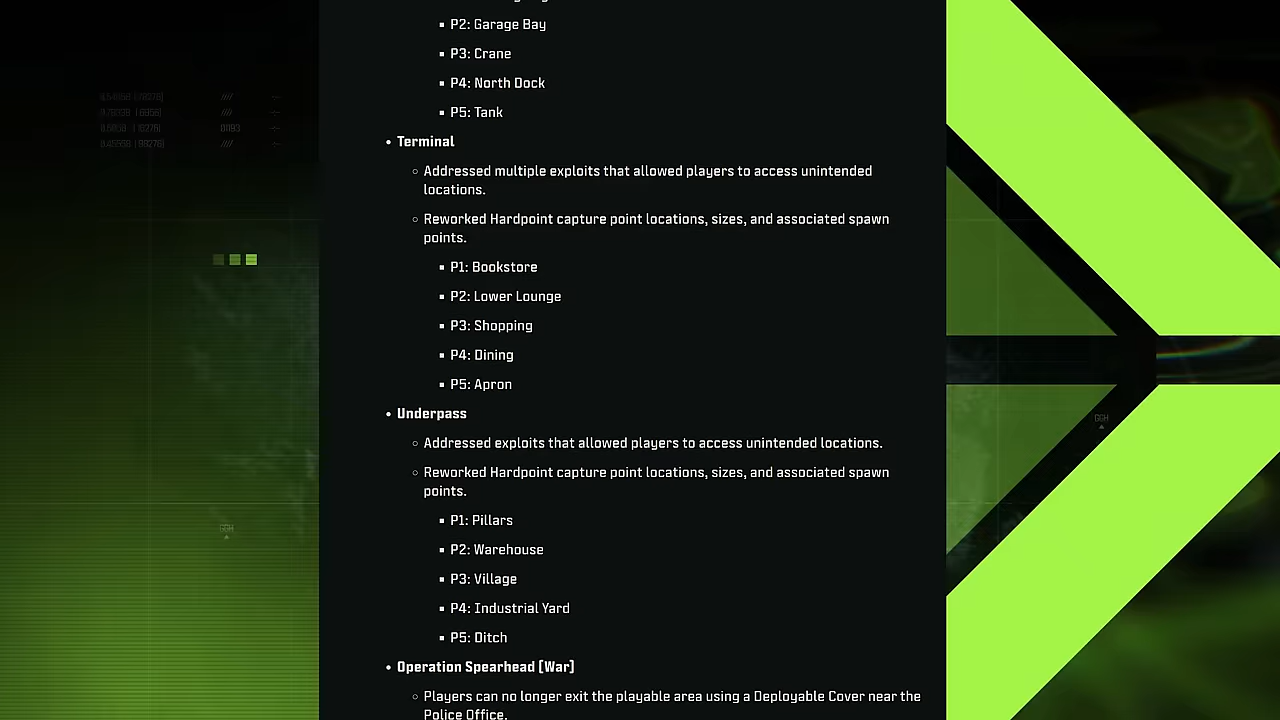 P2: Garage Bay
P3: Crane
P4: North Dock
P5: Tank
Terminal
Addressed multiple exploits that allowed players to access unintended
locations.
Reworked Hardpoint capture point locations, sizes, and associated spawn
points.
P1: Bookstore
P2: Lower Lounge
P3: Shopping
P4: Dining
P5: Apron
Underpass
Addressed exploits that allowed players to access unintended locations.
Reworked Hardpoint capture point locations, sizes, and associated spawn
points.
P1: Pillars
P2: Warehouse
P3: Village
P4: Industrial Yard
P5: Ditch
Operation Spearhead [War]
Players can no longer exit the playable area using a Deployable Cover near the
Police Office.